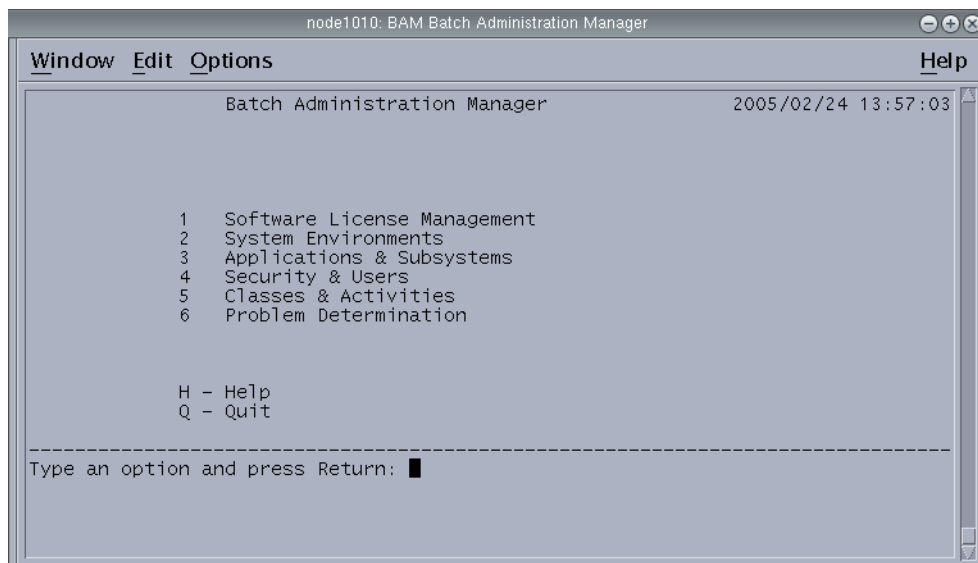 node1010: BAM Batch Administration Manager
Window Edit Options Help
Batch Administration Manager 2005/02/24 13:57:03
1 Software License Management
2 System Environments
3 Applications & Subsystems
4 Security & Users
5 Classes & Activities
6 Problem Determination
H - Help
Q - Quit
--------------------------------------------------------------------------------
Type an option and press Return: